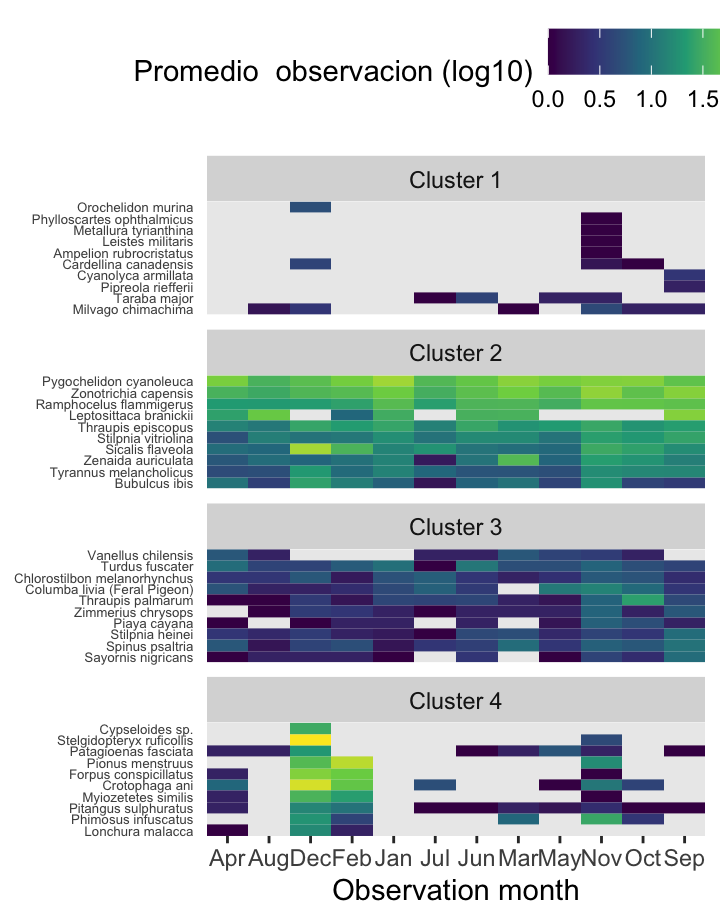 Promedio  observacion (log10)
0.0 0.5 1.0 1.5
Cluster 1
Orochelidon murina
Phylloscartes ophthalmicus
Metallura tyrianthina
Leistes militaris
Ampelion rubrocristatus
Cardellina canadensis
Cyanolyca armillata
Pipreola riefferii
Taraba major
Milvago chimachima
Cluster 2
Pygochelidon cyanoleuca
Zonotrichia capensis
Ramphocelus flammigerus
Leptosittaca branickii
Thraupis episcopus
Stilpnia vitriolina
Sicalis flaveola
Zenaida auriculata
Tyrannus melancholicus
Bubulcus ibis
Cluster 3
Vanellus chilensis
Turdus fuscater
Chlorostilbon melanorhynchus
Columba livia (Feral Pigeon)
Thraupis palmarum
Zimmerius chrysops
Piaya cayana
Stilpnia heinei
Spinus psaltria
Sayornis nigricans
Cluster 4
Cypseloides sp.
Stelgidopteryx ruficollis
Patagioenas fasciata
Pionus menstruus
Forpus conspicillatus
Crotophaga ani
Myiozetetes similis
Pitangus sulphuratus
Phimosus infuscatus
Lonchura malacca
Apr Aug Dec Feb Jan Jul Jun Mar May Nov Oct Sep
Observation month